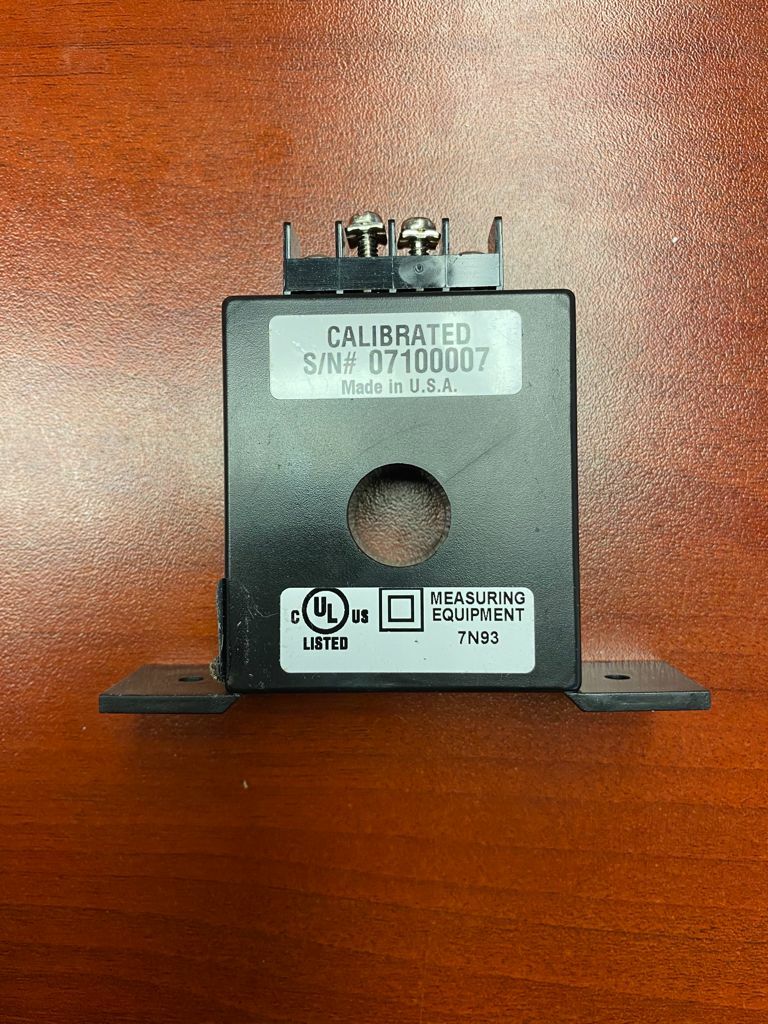 CALIBRATED
S/N# 07100007
Made in U.S.A.
C UL US
LISTED
MEASURING
EQUIPMENT
7N93